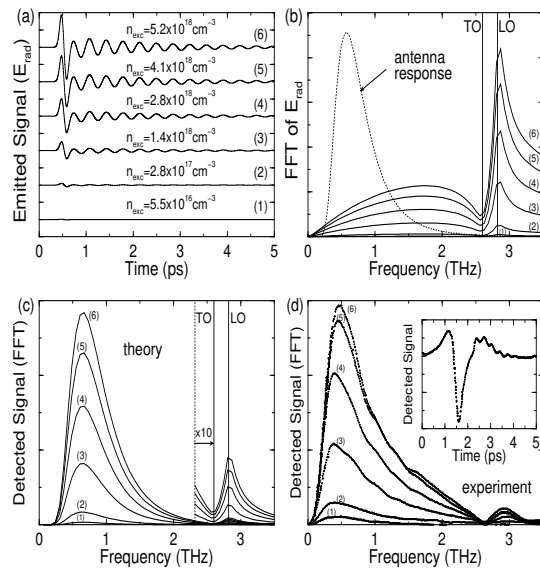 (a)
n_exc=5.2x10^18 cm^-3 (6)
n_exc=4.1x10^18 cm^-3 (5)
n_exc=2.8x10^18 cm^-3 (4)
n_exc=1.4x10^18 cm^-3 (3)
n_exc=2.8x10^17 cm^-3 (2)
n_exc=5.5x10^16 cm^-3 (1)
Emitted Signal (E_rad)
0 1 2 3 4 5
Time (ps)
(b)
TO LO
antenna
response
(6)
(5)
(4)
(3)
(2)
(1)
FFT of E_rad
0 1 2 3
Frequency (THz)
(c)
TO LO
(6)
theory
(5)
(4)
x10
(3)
(2)
(1)
Detected Signal (FFT)
0 1 2 3
Frequency (THz)
(d)
(6)
(5)
(4)
(3)
(2)
(1)
Detected Signal
0 1 2 3 4 5
Time (ps)
experiment
Detected Signal (FFT)
0 1 2 3
Frequency (THz)